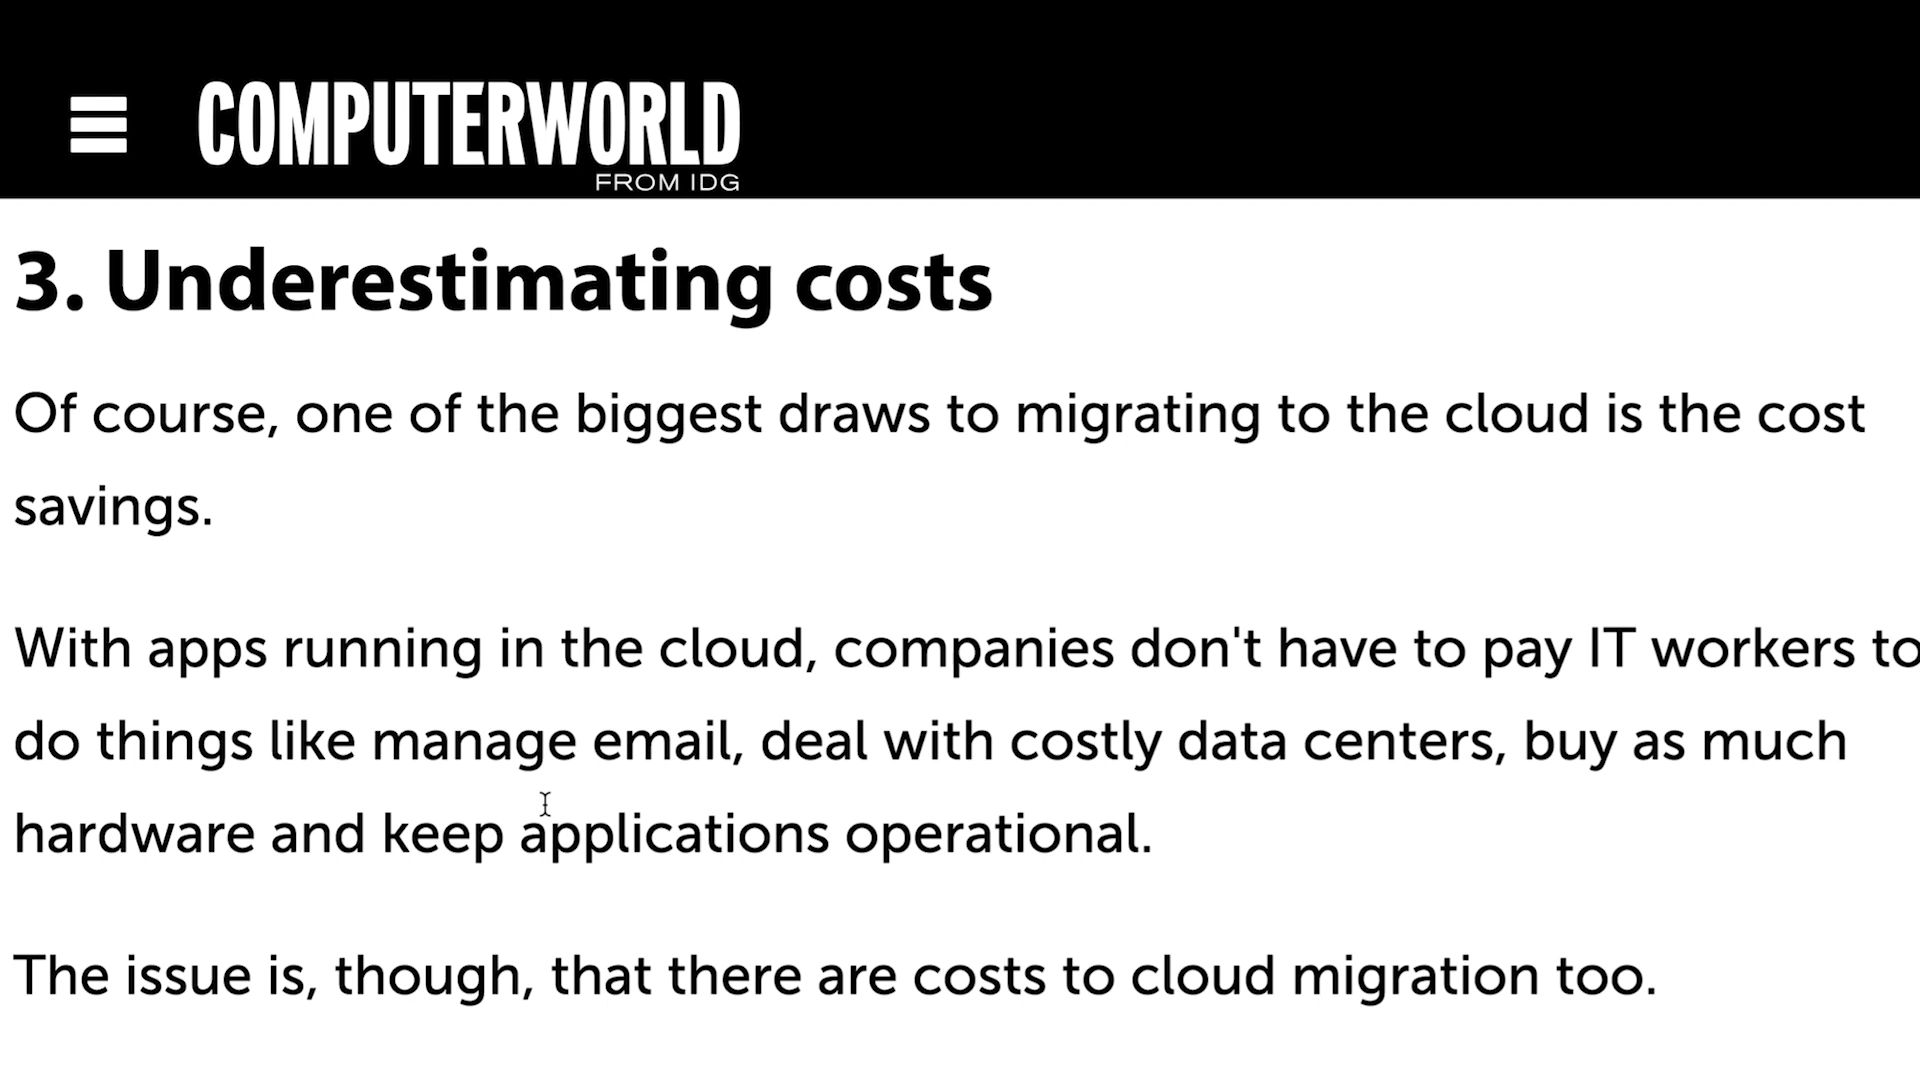 COMPUTERWORLD
FROM IDG
3. Underestimating costs
Of course, one of the biggest draws to migrating to the cloud is the cost
savings.
With apps running in the cloud, companies don't have to pay IT workers to
do things like manage email, deal with costly data centers, buy as much
hardware and keep applications operational.
The issue is, though, that there are costs to cloud migration too.